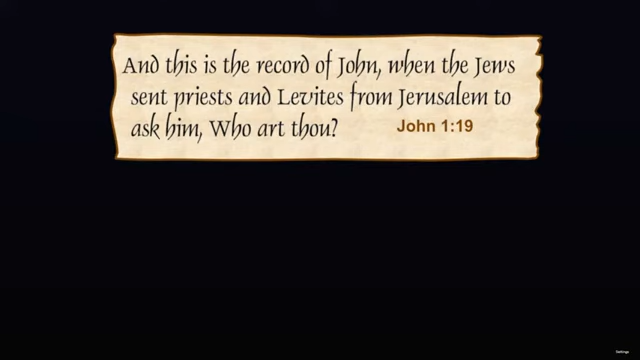 And this is the record of John, when the Jews
sent priests and Levites from Jerusalem to
ask him, Who art thou? John 1:19
Settings